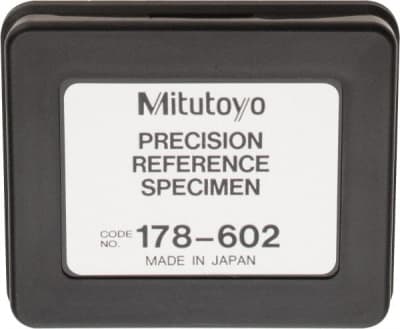 Mitutoyo
PRECISION
REFERENCE
SPECIMEN
CODE NO. 178-602
MADE IN JAPAN